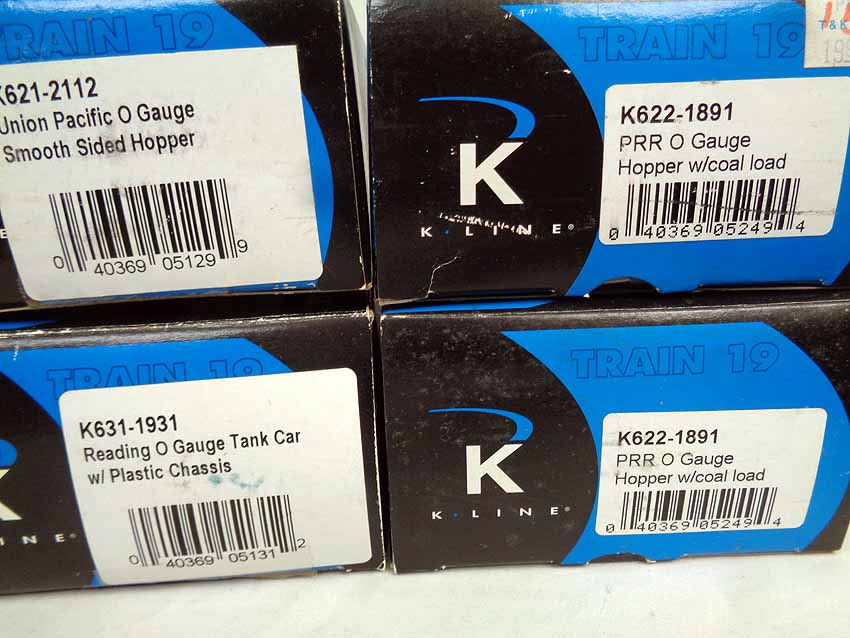 TRAIN 19
K621-2112
Union Pacific O Gauge
Smooth Sided Hopper
0 40369 05129 9
TRAIN 19
T & K
199
K
K·LINE®
K622-1891
PRR O Gauge
Hopper w/coal load
0 40369 05249 4
TRAIN 19
K
LINE®
K631-1931
Reading O Gauge Tank Car
w/ Plastic Chassis
0 40369 05131 2
TRAIN 19
K
K·LINE®
K622-1891
PRR O Gauge
Hopper w/coal load
0 40369 05249 4